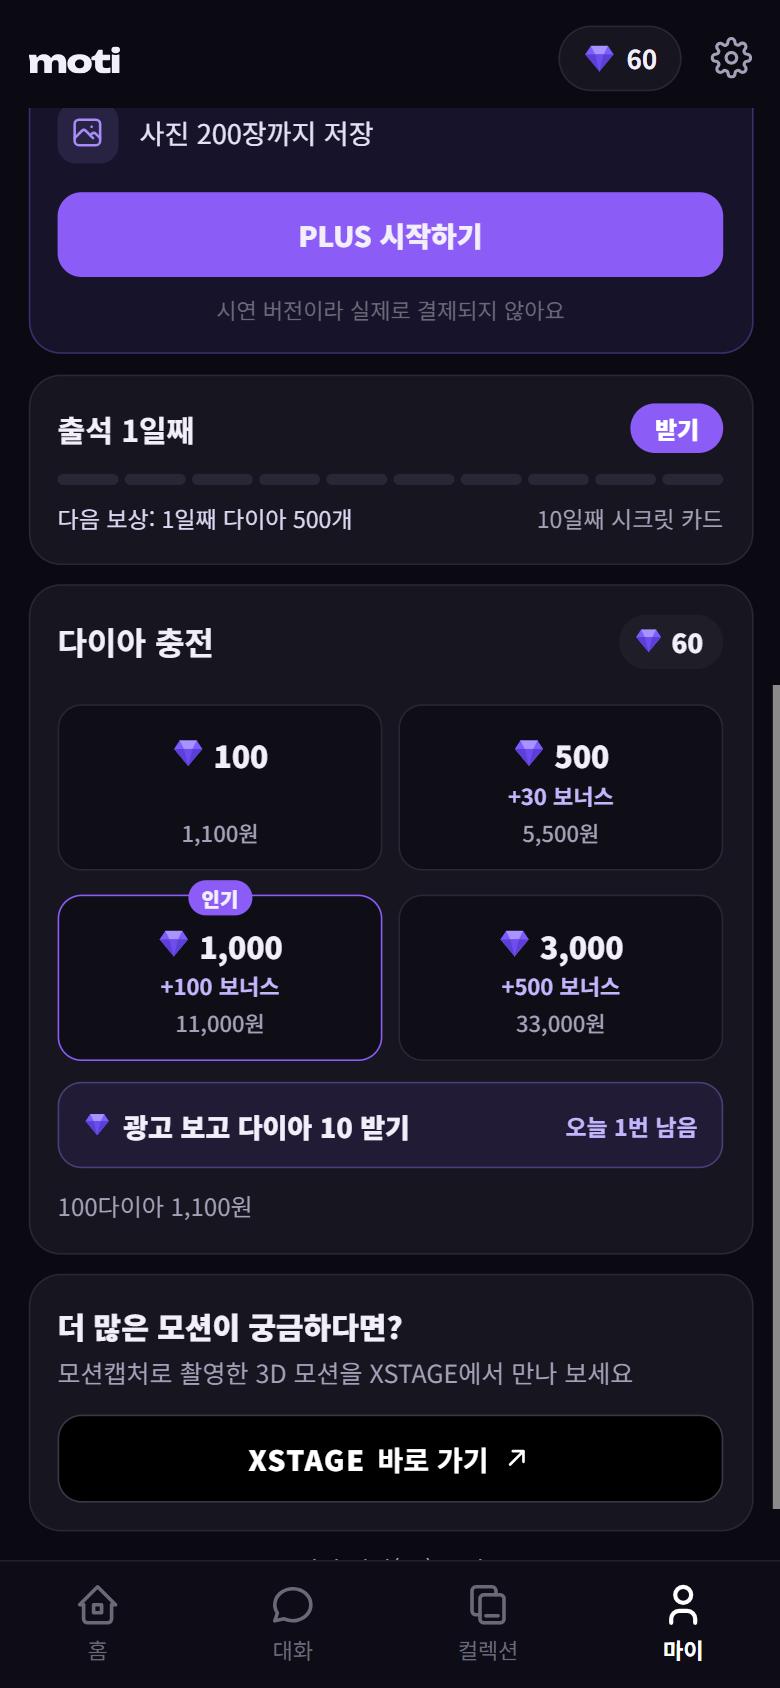 moti
60
사진 200장까지 저장
PLUS 시작하기
시연 버전이라 실제로 결제되지 않아요
출석 1일째
받기
다음 보상: 1일째 다이아 500개
10일째 시크릿 카드
다이아 충전
60
100
1,100원
500
+30 보너스
5,500원
인기
1,000
+100 보너스
11,000원
3,000
+500 보너스
33,000원
광고 보고 다이아 10 받기
오늘 1번 남음
100다이아 1,100원
더 많은 모션이 궁금하다면?
모션캡처로 촬영한 3D 모션을 XSTAGE에서 만나 보세요
XSTAGE 바로 가기 ↗
홈
대화
컬렉션
마이